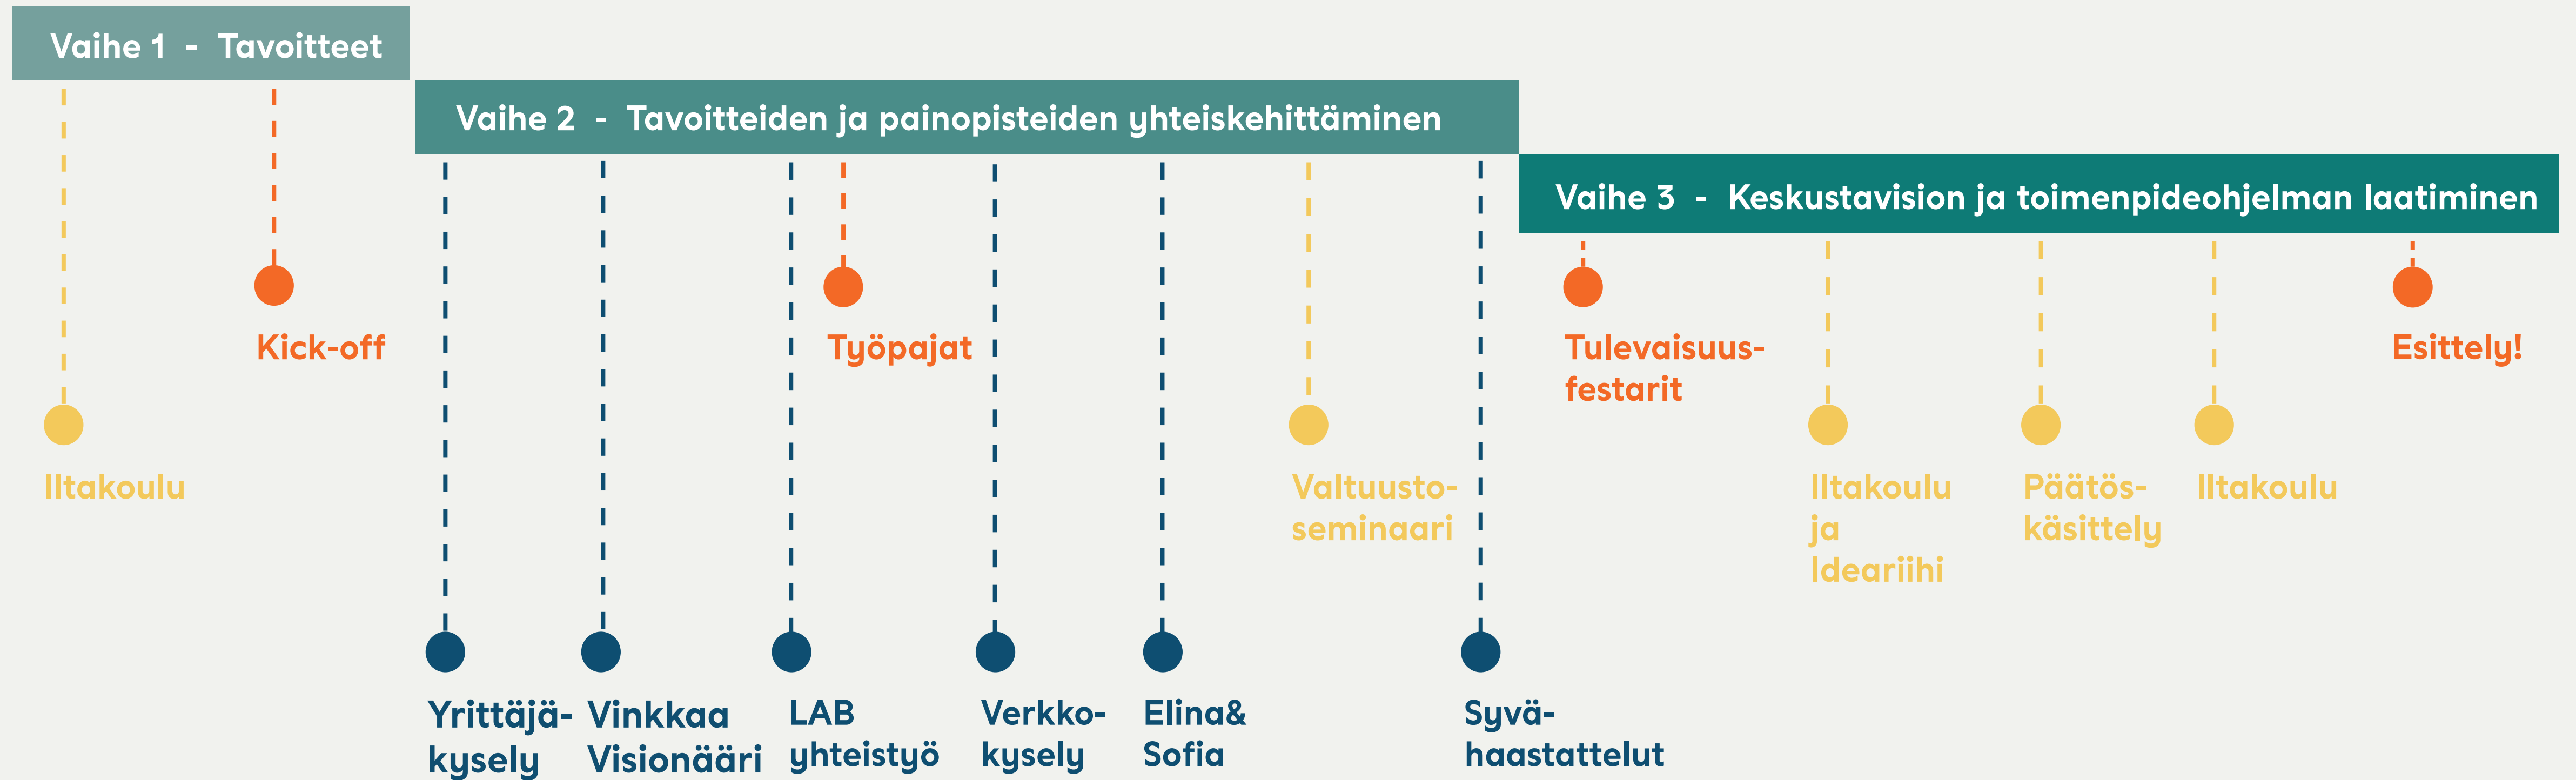 Vaihe 1 - Tavoitteet
Vaihe 2 - Tavoitteiden ja painopisteiden yhteiskehittäminen
Vaihe 3 - Keskustavision ja toimenpideohjelman laatiminen
Kick-off
Työpajat
Tulevaisuus-
festarit
Esittely!
Iltakoulu
Valtuusto-
seminaari
Iltakoulu
ja
Ideariihi
Päätös-
käsittely
Iltakoulu
Yrittäjä-
kysely
Vinkkaa
Visionääri
LAB
yhteistyö
Verkko-
kysely
Elina&
Sofia
Syvä-
haastattelut